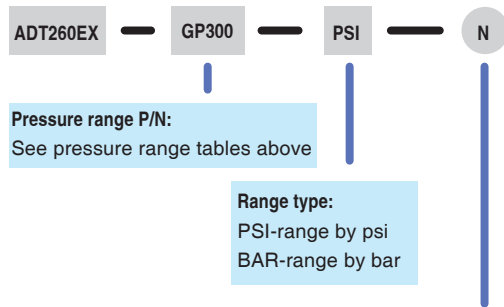 ADT260EX — GP300 — PSI — N
Pressure range P/N:
See pressure range tables above
Range type:
PSI-range by psi
BAR-range by bar